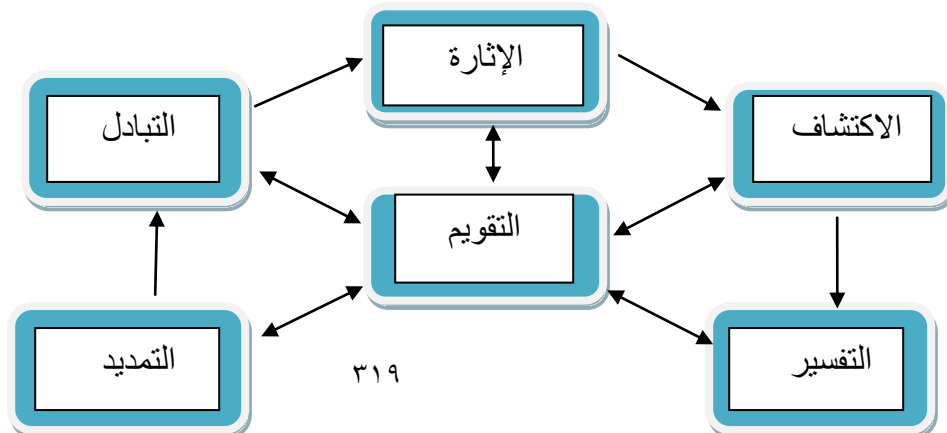 الإثارة
الاكتشاف
التبادل
التقويم
التفسير
التمديد
٣١٩